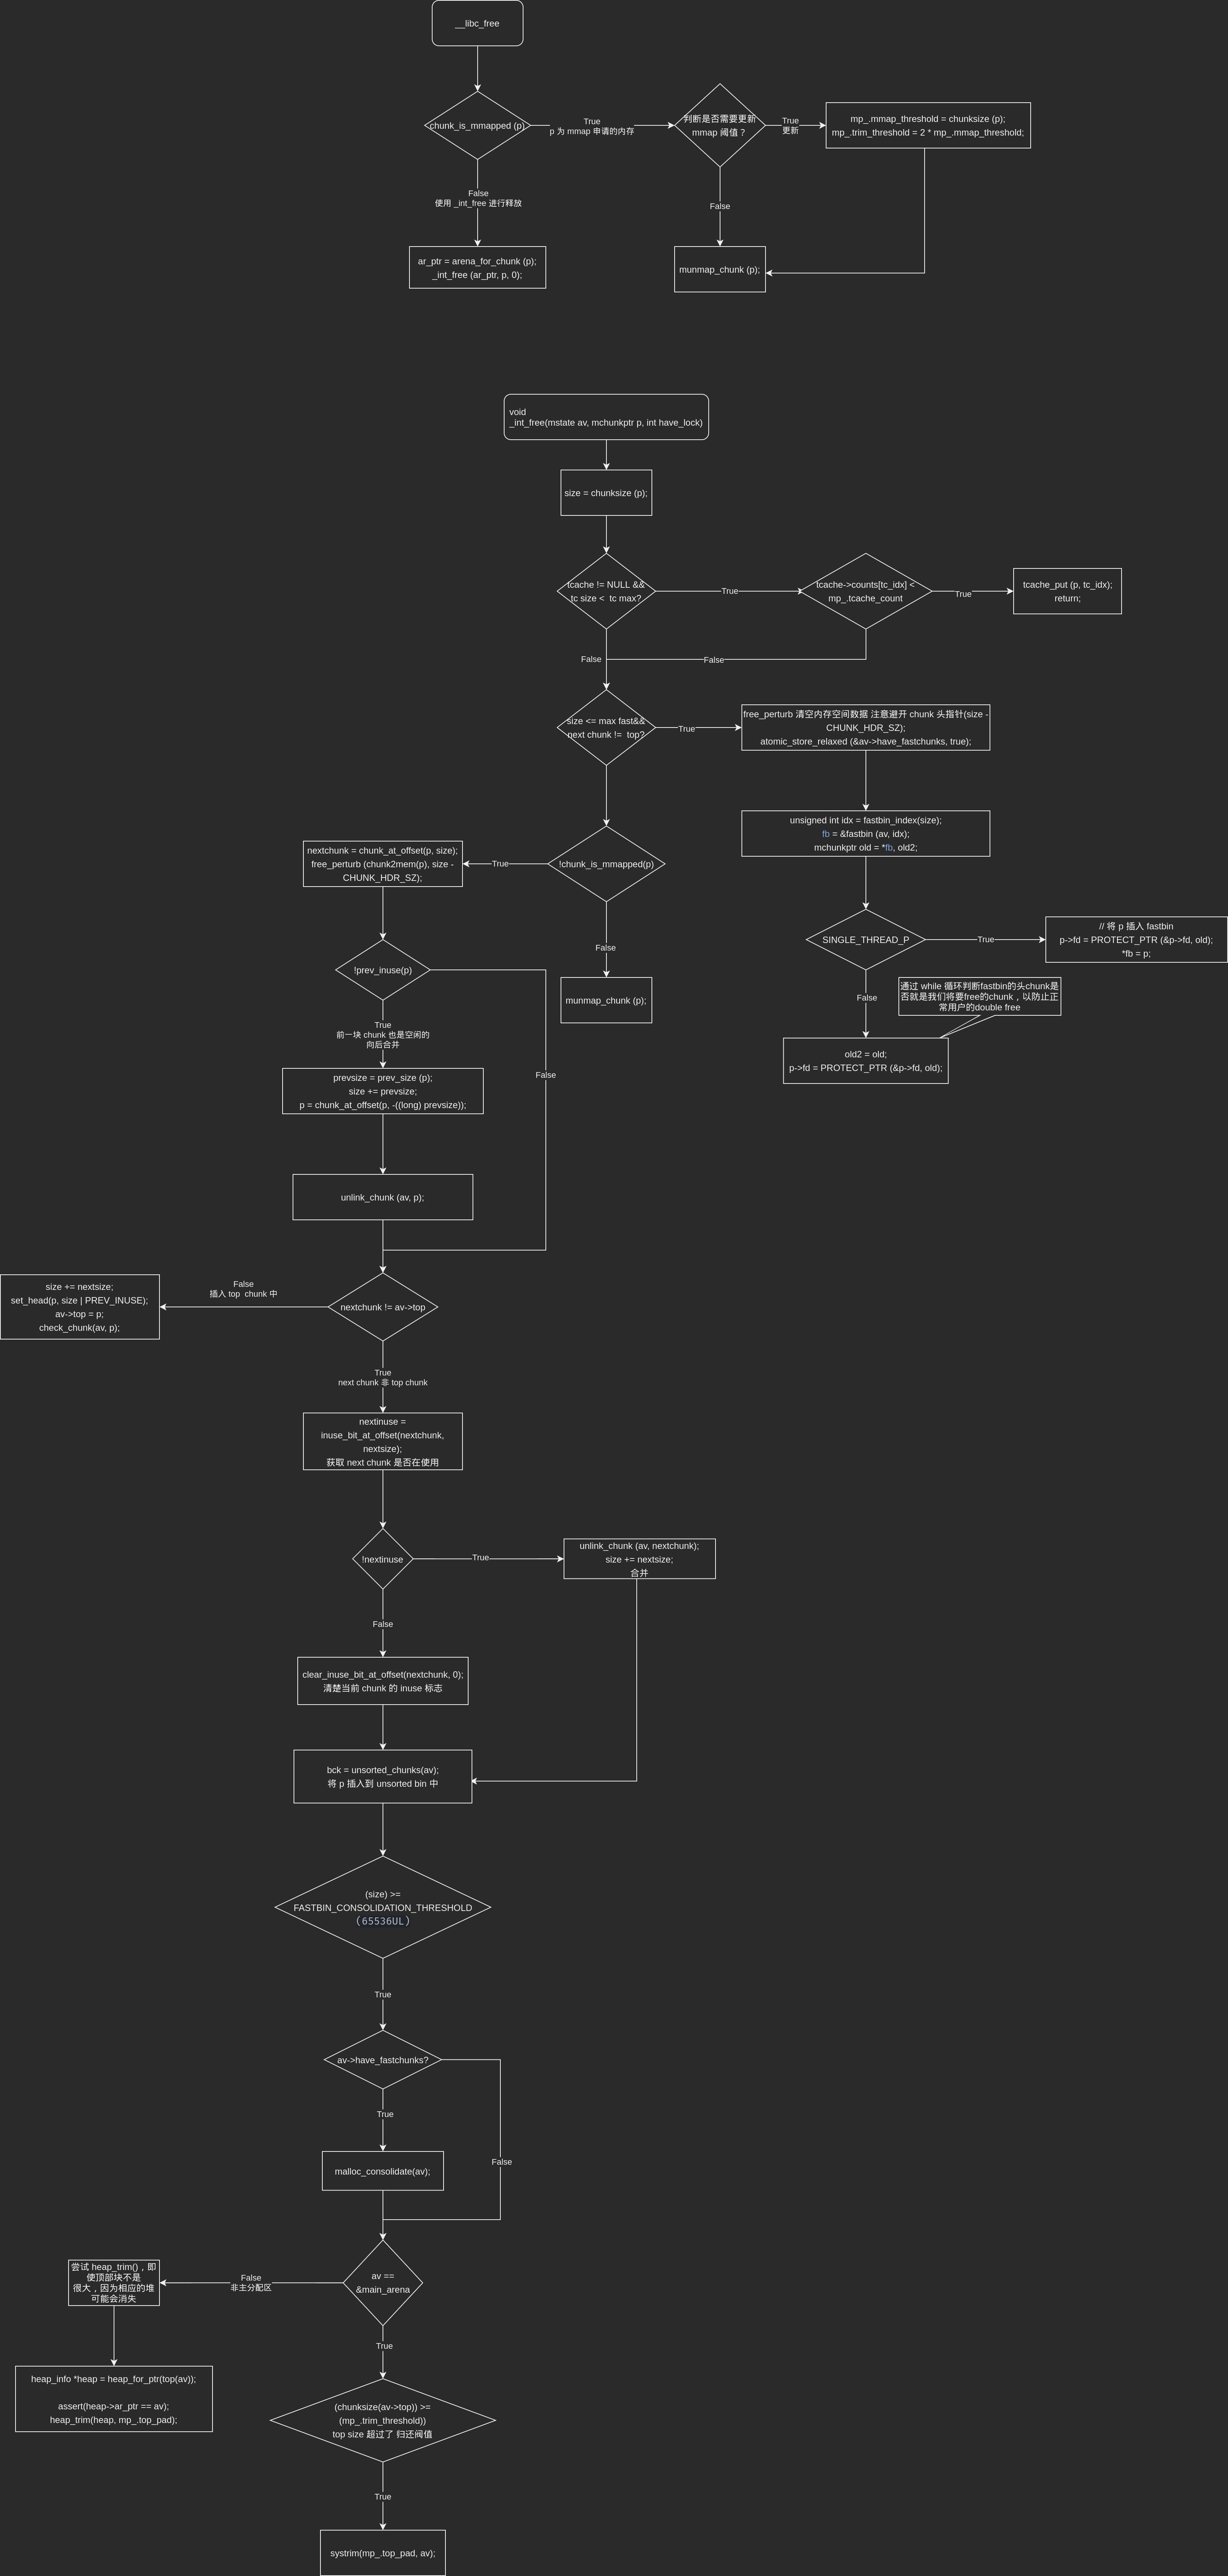 __libc_free
chunk_is_mmapped (p)
True
p 为 mmap 申请的内存
判断是否需要更新
mmap 阈值？
True
更新
mp_.mmap_threshold = chunksize (p);
mp_.trim_threshold = 2 * mp_.mmap_threshold;
False
使用 _int_free 进行释放
False
ar_ptr = arena_for_chunk (p);
_int_free (ar_ptr, p, 0);
munmap_chunk (p);
void
_int_free(mstate av, mchunkptr p, int have_lock)
size = chunksize (p);
tcache != NULL &&
tc size < tc max?
True
tcache->counts[tc_idx] <
mp_.tcache_count
True
tcache_put (p, tc_idx);
return;
False
False
size <= max fast&&
next chunk != top?
True
free_perturb 清空内存空间数据 注意避开 chunk 头指针(size -
CHUNK_HDR_SZ);
atomic_store_relaxed (&av->have_fastchunks, true);
unsigned int idx = fastbin_index(size);
fb = &fastbin (av, idx);
mchunkptr old = *fb, old2;
nextchunk = chunk_at_offset(p, size);
free_perturb (chunk2mem(p), size -
CHUNK_HDR_SZ);
True
!chunk_is_mmapped(p)
SINGLE_THREAD_P
True
// 将 p 插入 fastbin
p->fd = PROTECT_PTR (&p->fd, old);
*fb = p;
False
munmap_chunk (p);
False
通过 while 循环判断fastbin的头chunk是
否就是我们将要free的chunk，以防止正
常用户的double free
old2 = old;
p->fd = PROTECT_PTR (&p->fd, old);
!prev_inuse(p)
True
前一块 chunk 也是空闲的
向后合并
False
prevsize = prev_size (p);
size += prevsize;
p = chunk_at_offset(p, -((long) prevsize));
unlink_chunk (av, p);
nextchunk != av->top
False
插入 top chunk 中
size += nextsize;
set_head(p, size | PREV_INUSE);
av->top = p;
check_chunk(av, p);
True
next chunk 非 top chunk
nextinuse =
inuse_bit_at_offset(nextchunk,
nextsize);
获取 next chunk 是否在使用
!nextinuse
True
unlink_chunk (av, nextchunk);
size += nextsize;
合并
False
clear_inuse_bit_at_offset(nextchunk, 0);
清楚当前 chunk 的 inuse 标志
bck = unsorted_chunks(av);
将 p 插入到 unsorted bin 中
(size) >=
FASTBIN_CONSOLIDATION_THRESHOLD
(65536UL)
True
av->have_fastchunks?
True
False
malloc_consolidate(av);
av ==
&main_arena
False
非主分配区
尝试 heap_trim()，即
使顶部块不是
很大，因为相应的堆
可能会消失
True
heap_info *heap = heap_for_ptr(top(av));
assert(heap->ar_ptr == av);
heap_trim(heap, mp_.top_pad);
(chunksize(av->top)) >=
(mp_.trim_threshold))
top size 超过了 归还阀值
True
systrim(mp_.top_pad, av);